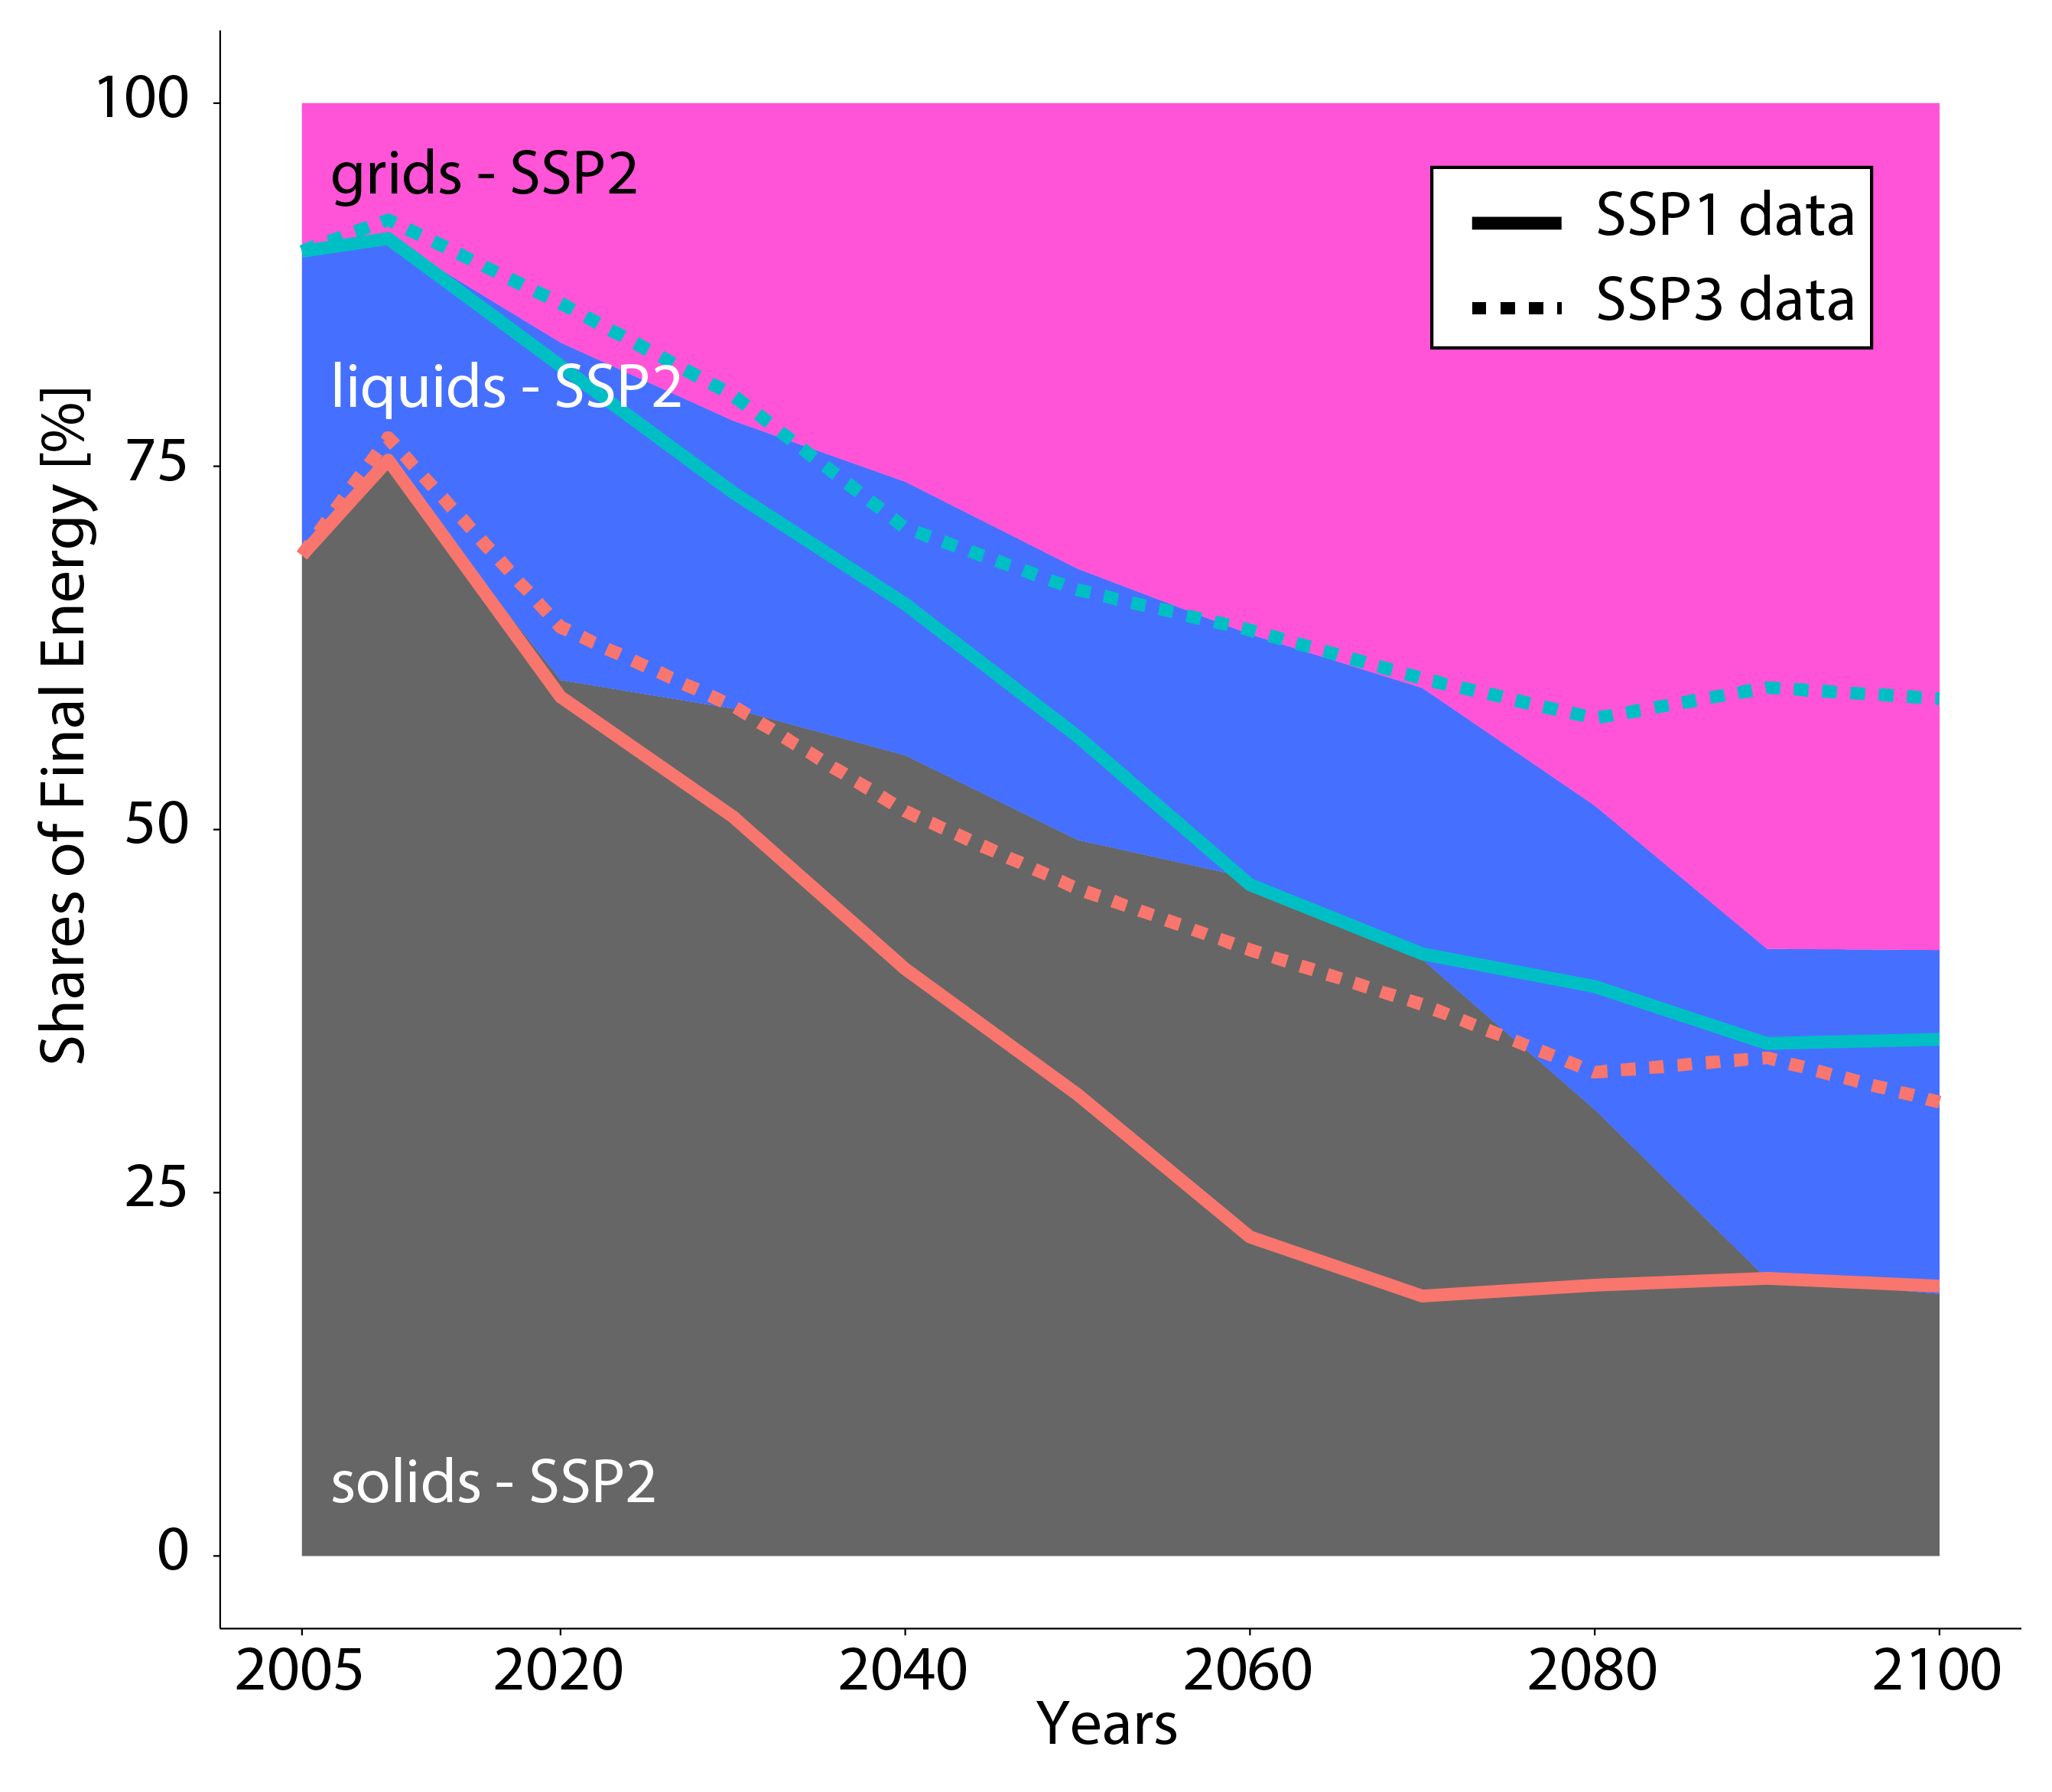 Shares of Final Energy [%]
100
75
50
25
0
grids - SSP2
liquids - SSP2
solids - SSP2
SSP1 data
SSP3 data
2005 2020 2040 2060 2080 2100
Years